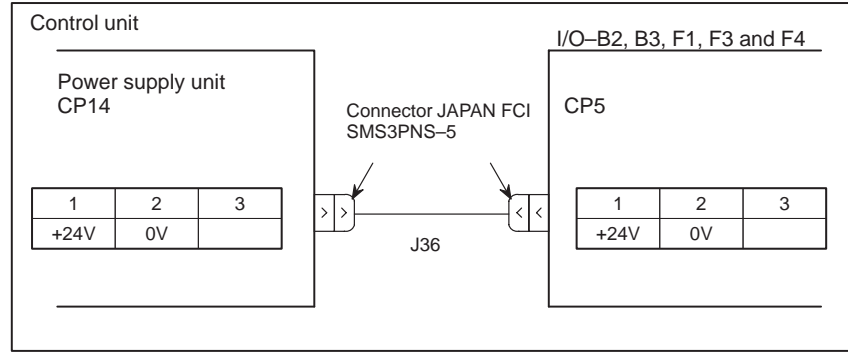 Control unit
I/O–B2, B3, F1, F3 and F4
Power supply unit
CP14
Connector JAPAN FCI
SMS3PNS–5
CP5
1 2 3
+24V 0V
J36
1 2 3
+24V 0V